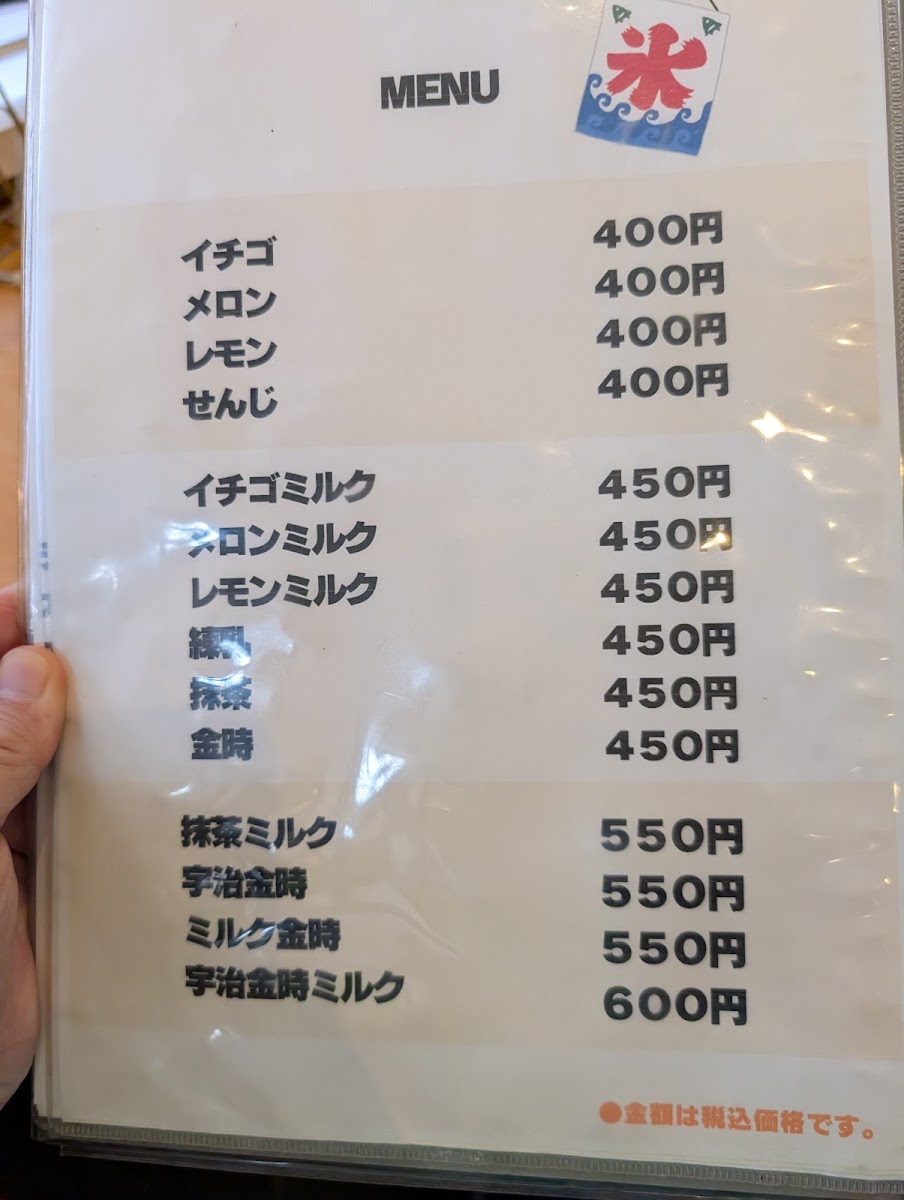 氷
MENU
イチゴ 400円
メロン 400円
レモン 400円
せんじ 400円
イチゴミルク 450円
メロンミルク 450円
レモンミルク 450円
練乳 450円
抹茶 450円
金時 450円
抹茶ミルク 550円
宇治金時 550円
ミルク金時 550円
宇治金時ミルク 600円
●金額は税込価格です。